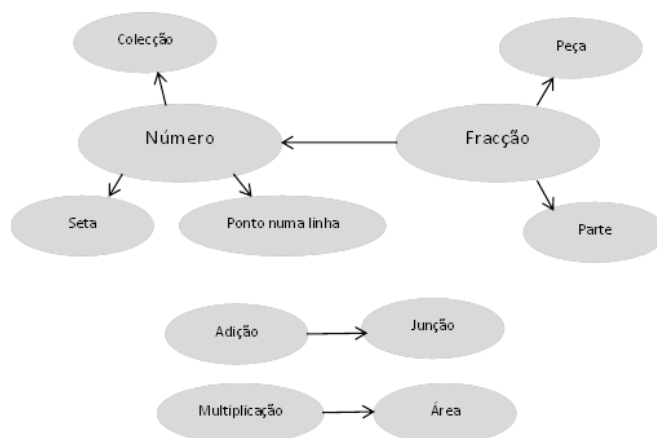 Colecção
Peça
Número
Fracção
Seta
Ponto numa linha
Parte
Adição
Junção
Multiplicação
Área